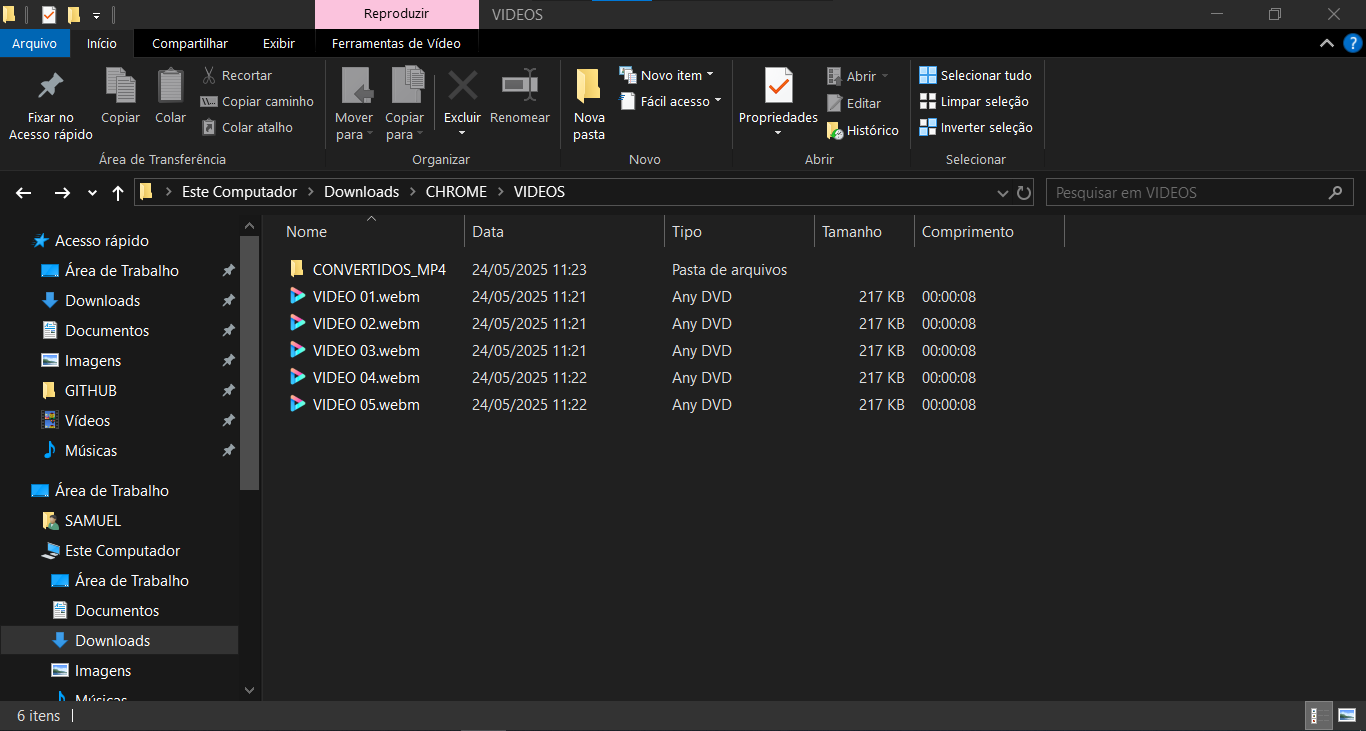 Reproduzir
VIDEOS
Arquivo
Início
Compartilhar
Exibir
Ferramentas de Vídeo
?
Fixar no
Acesso rápido
Copiar
Colar
Recortar
Copiar caminho
Colar atalho
Área de Transferência
Mover
para
Copiar
para
Excluir
Renomear
Organizar
Nova
pasta
Novo item
Fácil acesso
Novo
Propriedades
Abrir
Editar
Histórico
Abrir
Selecionar tudo
Limpar seleção
Inverter seleção
Selecionar
Este Computador
Downloads
CHROME
VIDEOS
Pesquisar em VIDEOS
Acesso rápido
Área de Trabalho
Downloads
Documentos
Imagens
GITHUB
Vídeos
Músicas
Área de Trabalho
SAMUEL
Este Computador
Área de Trabalho
Documentos
Downloads
Imagens
Músicas
Nome Data Tipo Tamanho Comprimento
CONVERTIDOS_MP4 24/05/2025 11:23 Pasta de arquivos
VIDEO 01.webm 24/05/2025 11:21 Any DVD 217 KB 00:00:08
VIDEO 02.webm 24/05/2025 11:21 Any DVD 217 KB 00:00:08
VIDEO 03.webm 24/05/2025 11:21 Any DVD 217 KB 00:00:08
VIDEO 04.webm 24/05/2025 11:22 Any DVD 217 KB 00:00:08
VIDEO 05.webm 24/05/2025 11:22 Any DVD 217 KB 00:00:08
6 itens